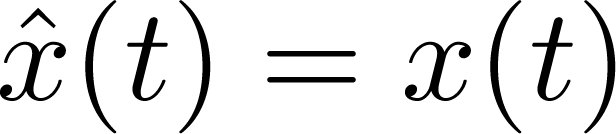 x̂(t) = x(t)